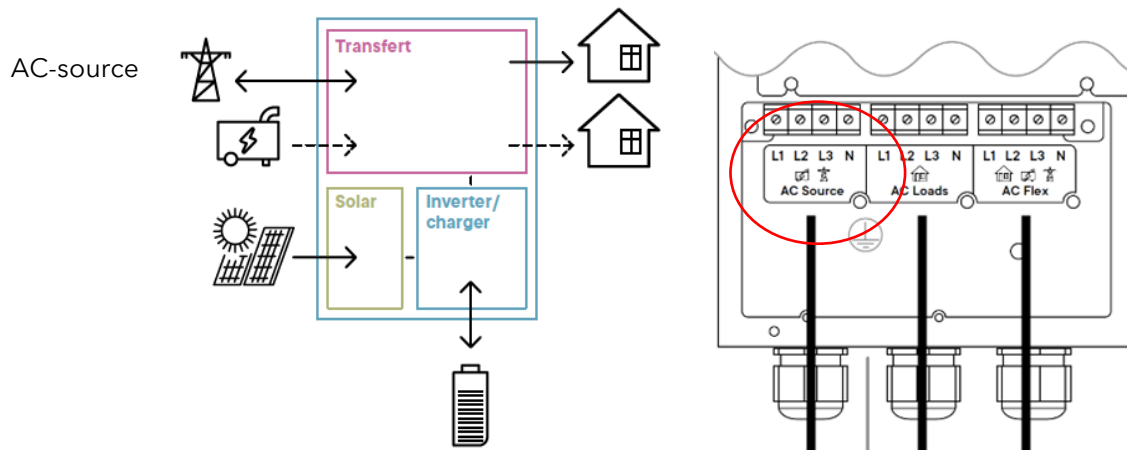 AC-source
Transfert
Solar
Inverter/
charger
L1 L2 L3 N
AC Source
L1 L2 L3 N
AC Loads
L1 L2 L3 N
AC Flex